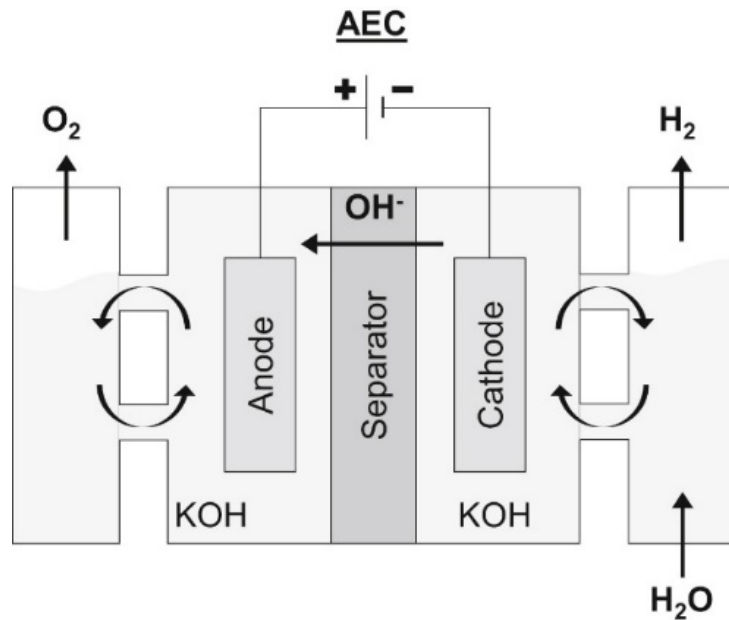 AEC
+ −
O₂
H₂
OH⁻
Anode
Separator
Cathode
KOH
KOH
H₂O